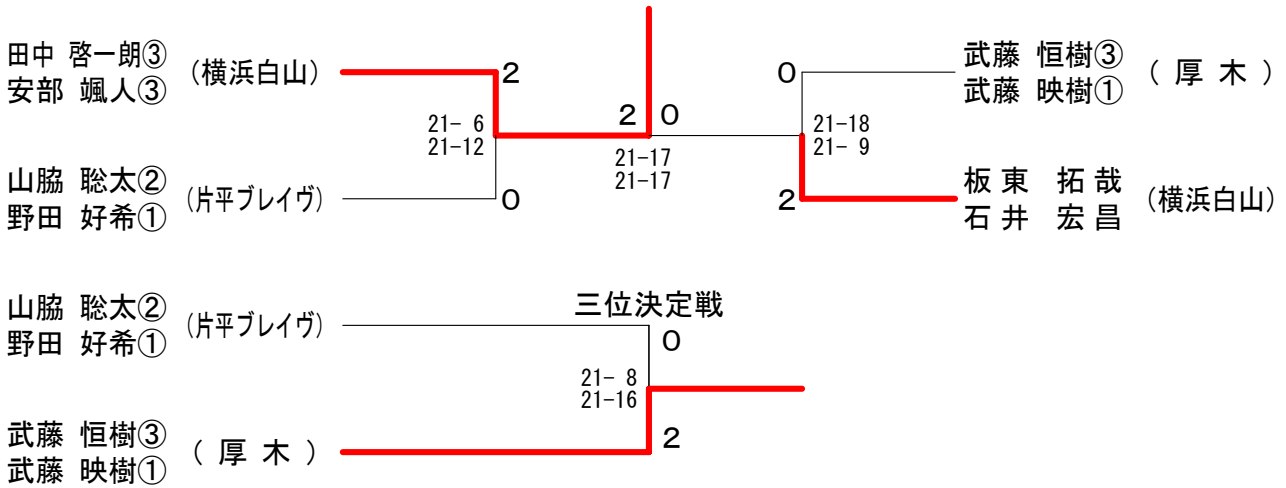 田中 啓一朗③
安部 颯人③
(横浜白山)
2
21- 6
21-12
山脇 聡太②
野田 好希①
(片平ブレイヴ)
0
2 0
21-17
21-17
0
武藤 恒樹③
武藤 映樹①
( 厚 木 )
21-18
21- 9
2
板東 拓哉
石井 宏昌
(横浜白山)
三位決定戦
山脇 聡太②
野田 好希①
(片平ブレイヴ)
0
21- 8
21-16
武藤 恒樹③
武藤 映樹①
( 厚 木 )
2